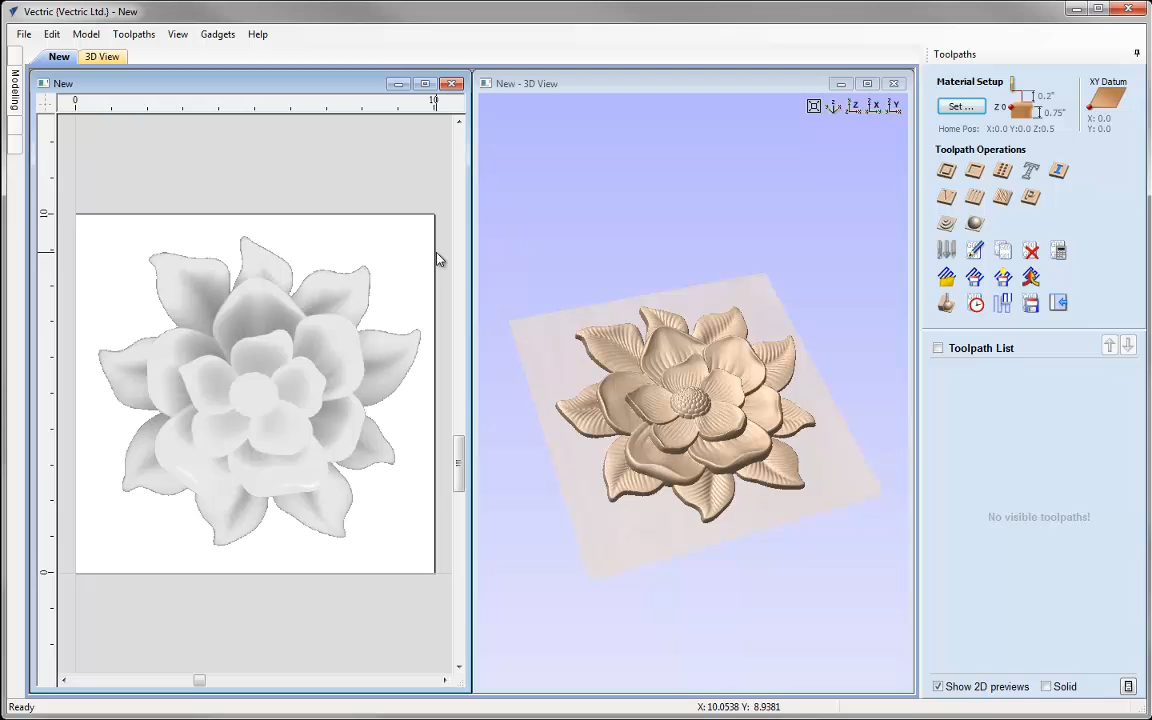 Vectric {Vectric Ltd.} - New
File Edit Model Toolpaths View Gadgets Help
New 3D View
Modeling
New
0 10
10
0
New - 3D View
Z X Y
Toolpaths
Material Setup
Set ...
Z 0
0.2"
0.75"
XY Datum
X: 0.0
Y: 0.0
Home Pos: X:0.0 Y:0.0 Z:0.5
Toolpath Operations
Toolpath List
No visible toolpaths!
Show 2D previews Solid
Ready
X: 10.0538 Y: 8.9381